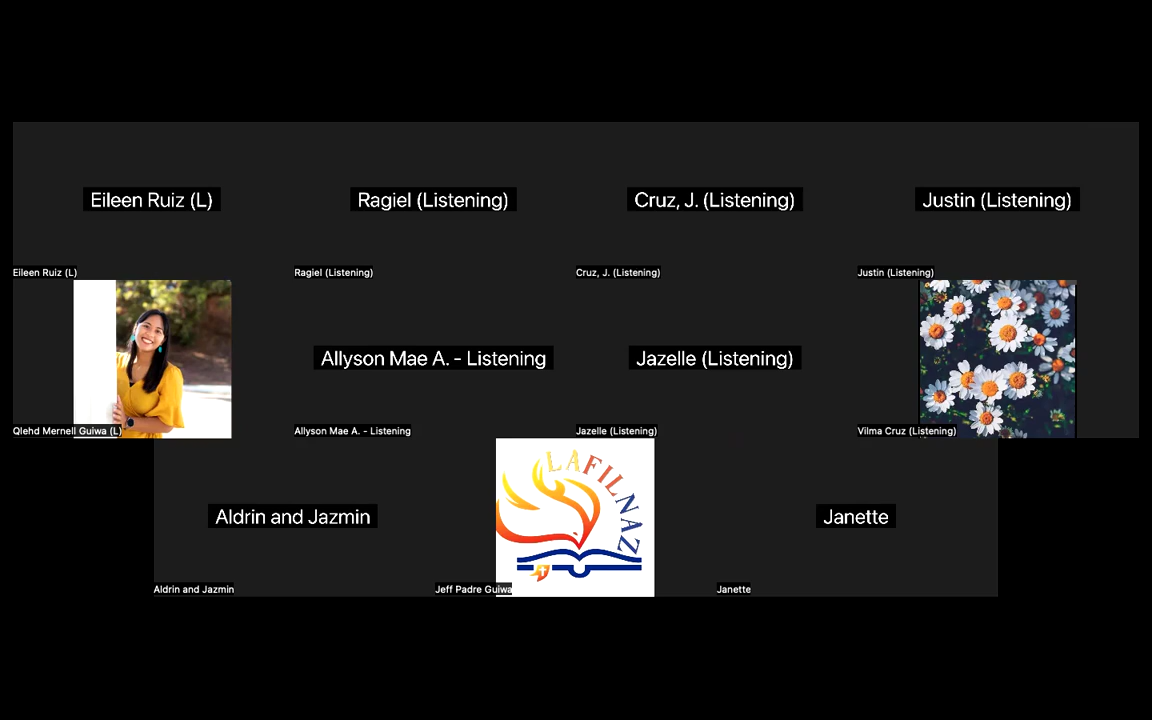 Eileen Ruiz (L)
Ragiel (Listening)
Cruz, J. (Listening)
Justin (Listening)
Eileen Ruiz (L)
Ragiel (Listening)
Cruz, J. (Listening)
Justin (Listening)
Allyson Mae A. - Listening
Jazelle (Listening)
Qlehd Mernell Guiwa (L)
Allyson Mae A. - Listening
Jazelle (Listening)
Vilma Cruz (Listening)
LAFILNAZ
Aldrin and Jazmin
Janette
Aldrin and Jazmin
Jeff Padre Guiwa
Janette